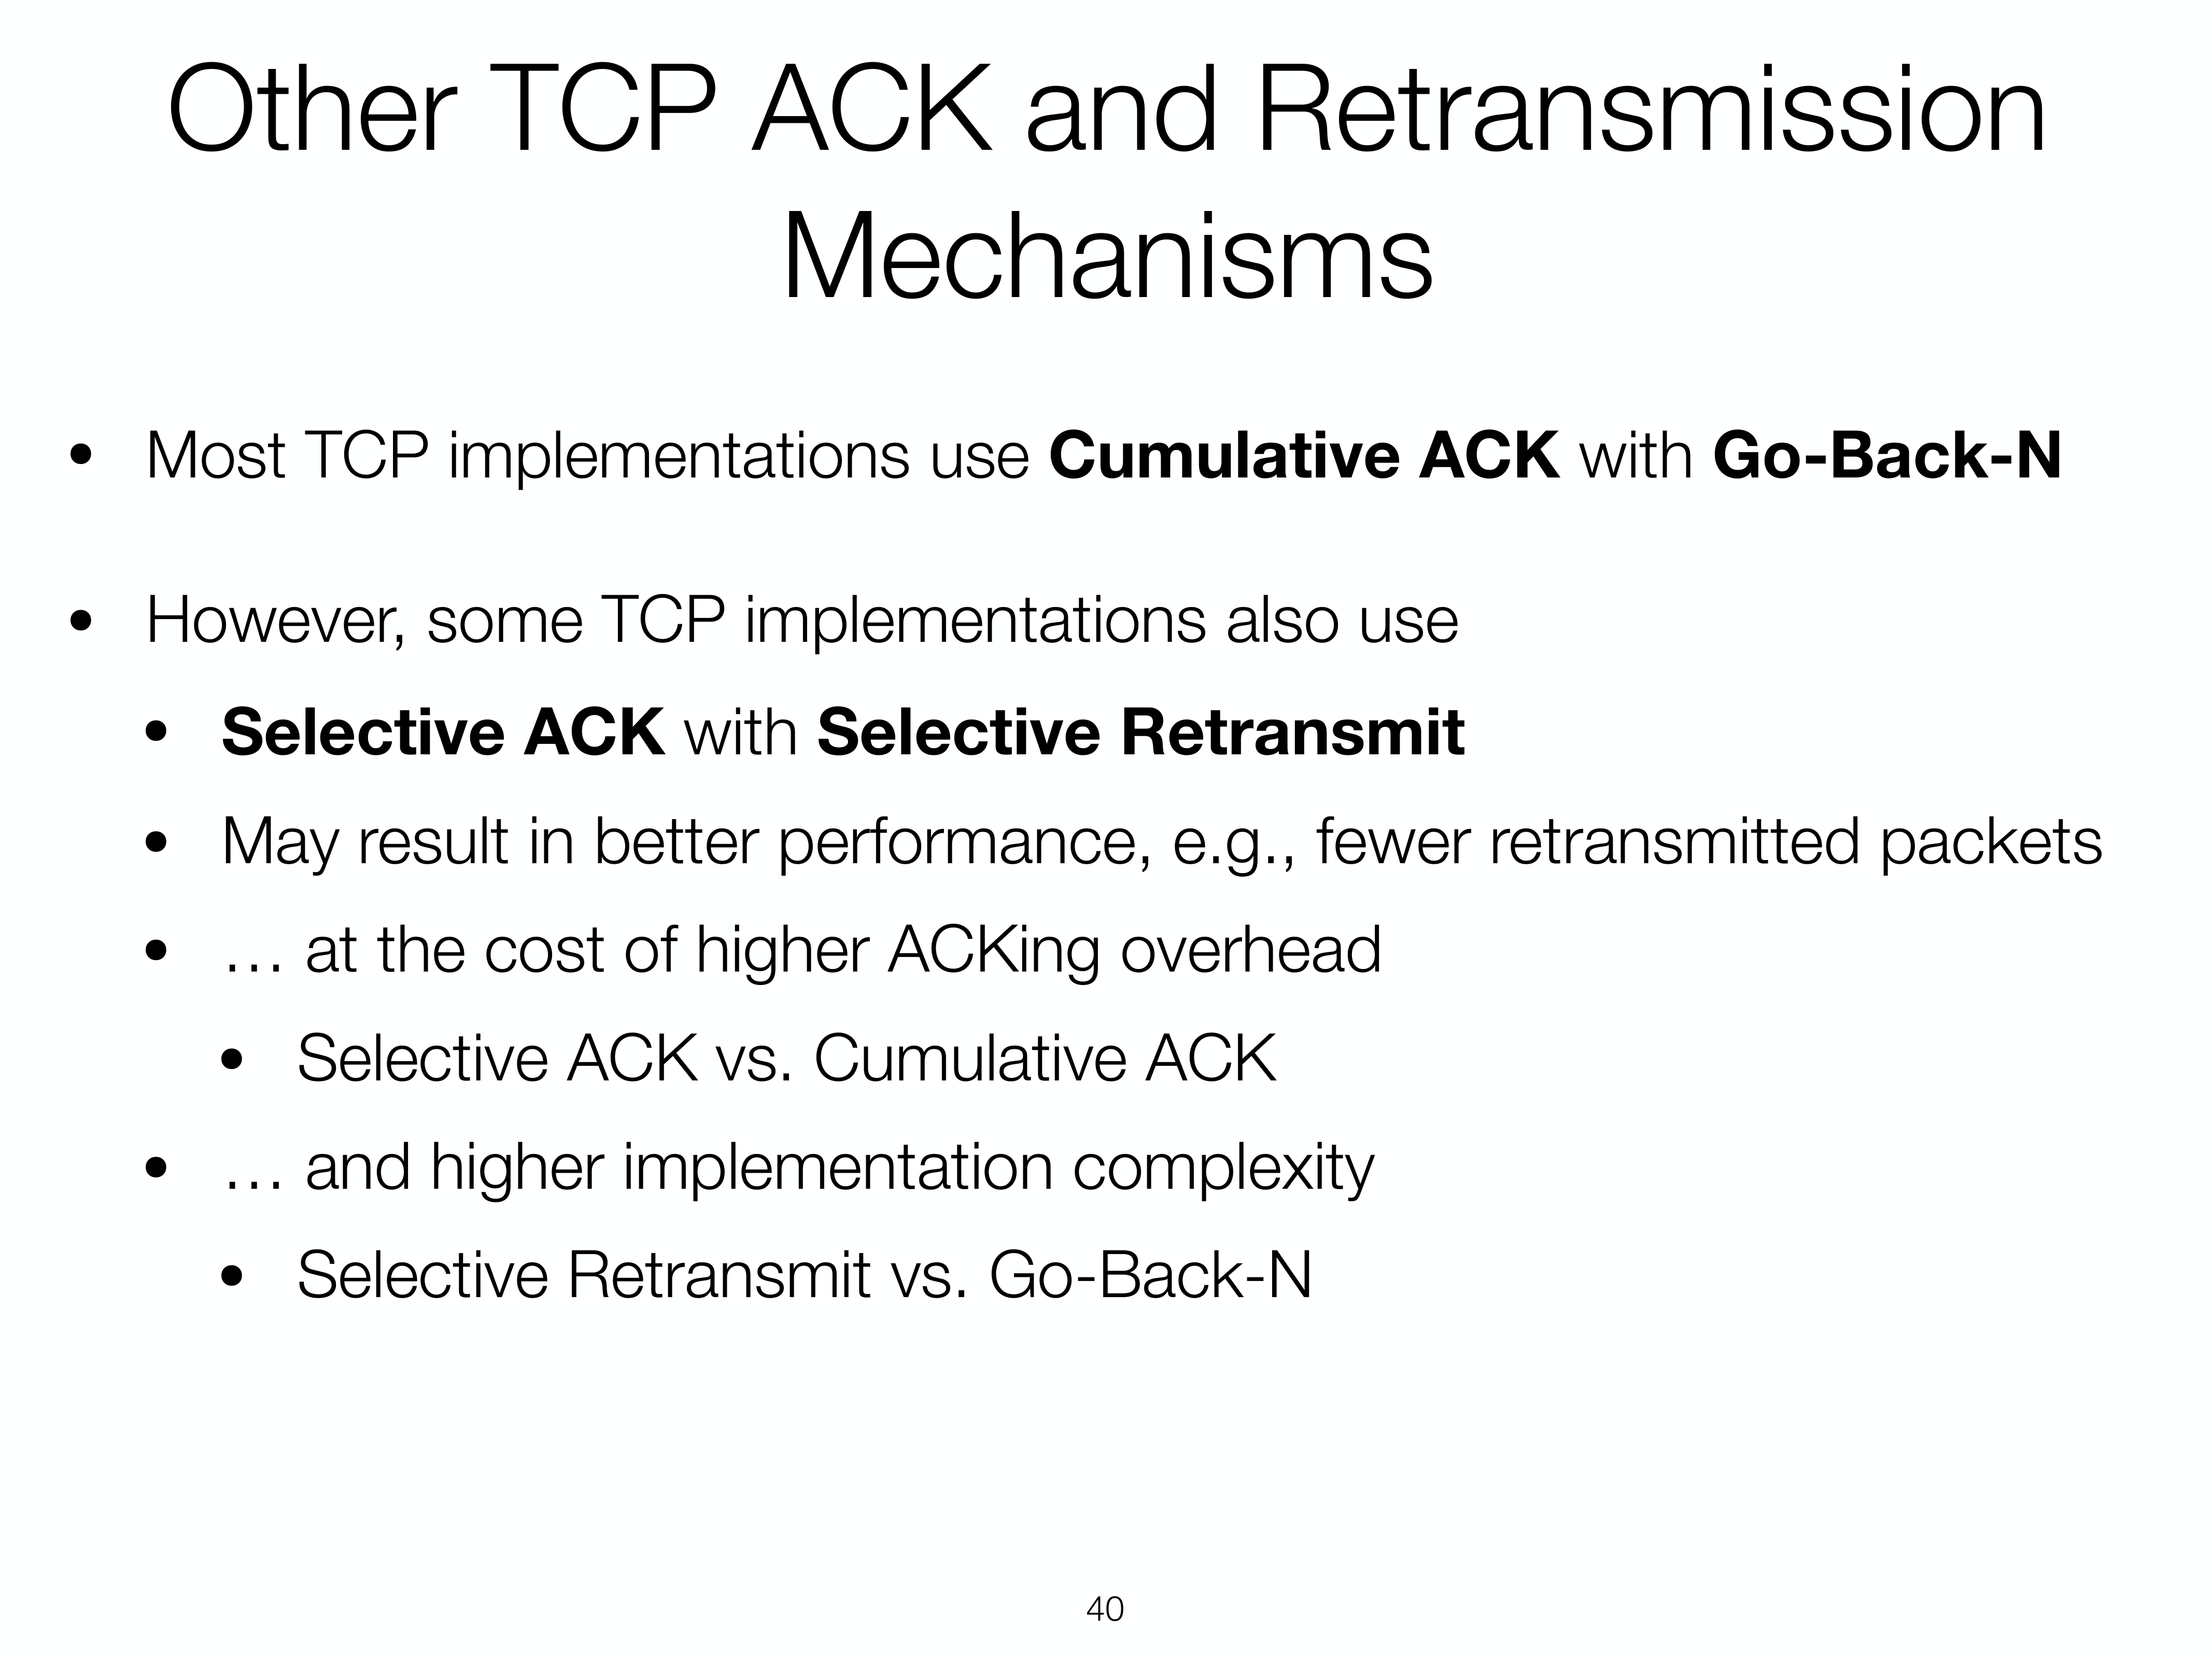 Other TCP ACK and Retransmission
Mechanisms
• Most TCP implementations use Cumulative ACK with Go-Back-N
• However, some TCP implementations also use
• Selective ACK with Selective Retransmit
• May result in better performance, e.g., fewer retransmitted packets
• … at the cost of higher ACKing overhead
• Selective ACK vs. Cumulative ACK
• … and higher implementation complexity
• Selective Retransmit vs. Go-Back-N
40